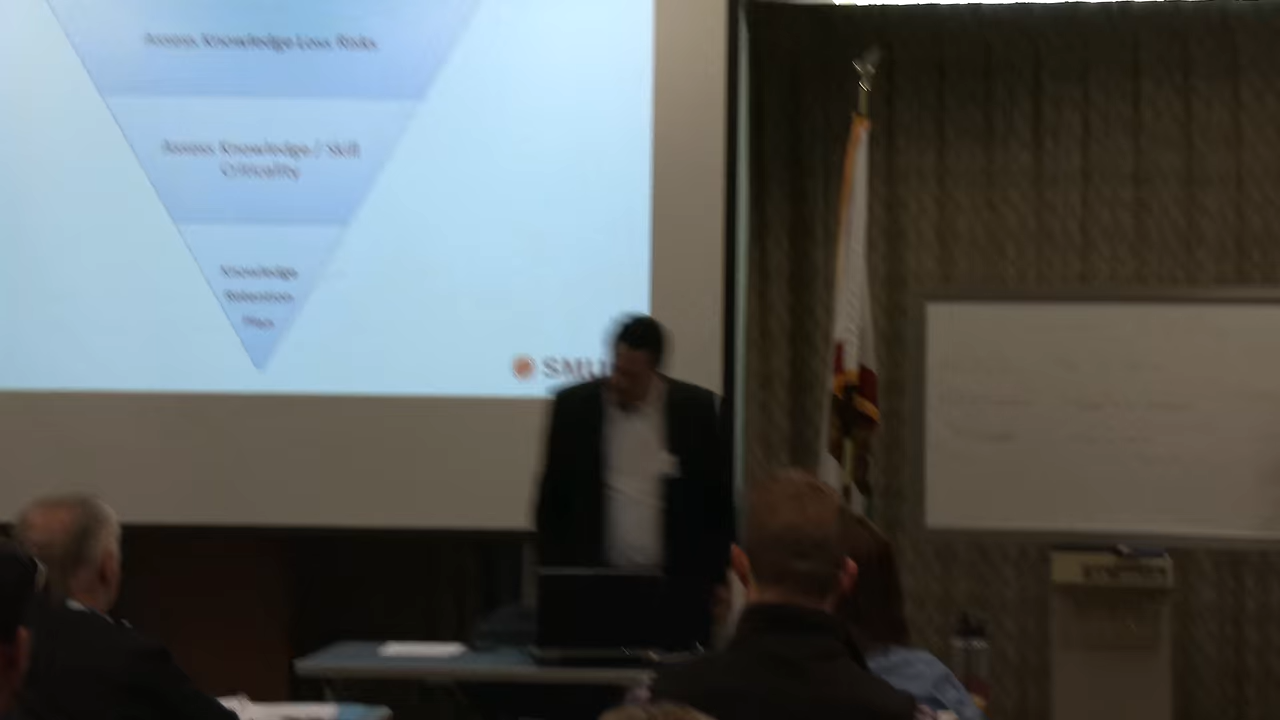 Assess Knowledge Loss Risks
Assess Knowledge / Skill
Criticality
Knowledge
Retention
Plan
SMU